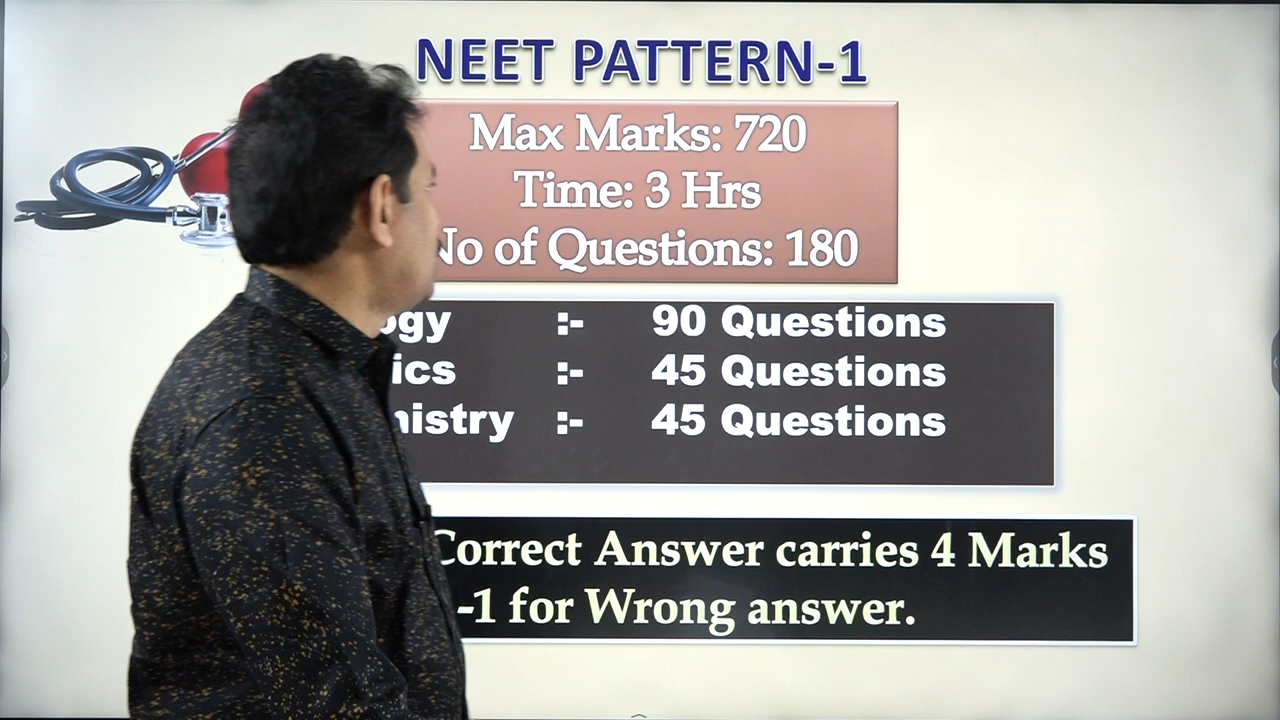 NEET PATTERN-1
Max Marks: 720
Time: 3 Hrs
No of Questions: 180
ogy :- 90 Questions
ics :- 45 Questions
istry :- 45 Questions
Correct Answer carries 4 Marks
-1 for Wrong answer.